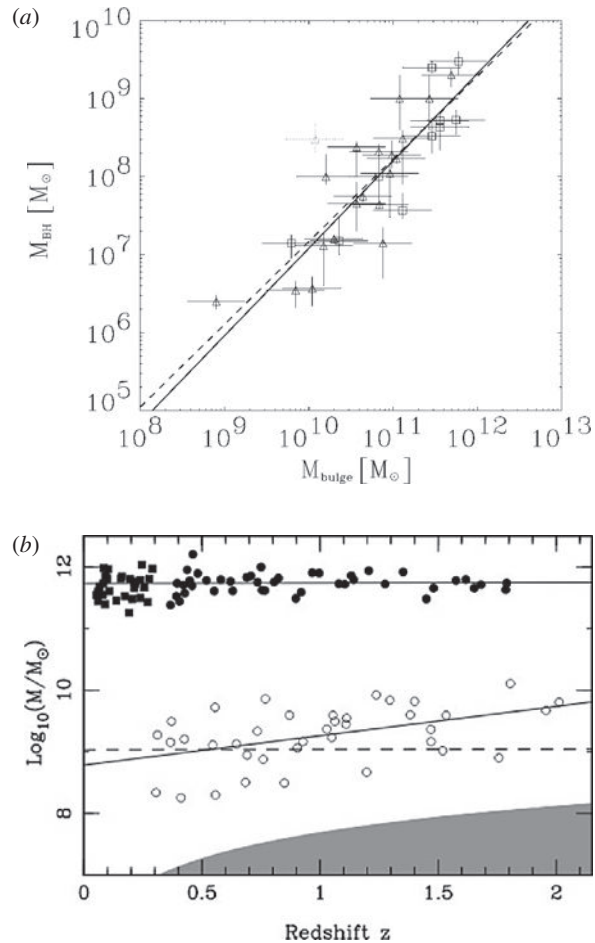 (a)
10^10
10^9
10^8
10^7
10^6
10^5
M_BH [M_⊙]
10^8 10^9 10^10 10^11 10^12 10^13
M_bulge [M_⊙]
(b)
12
10
8
Log_10(M/M_⊙)
0 0.5 1 1.5 2
Redshift z